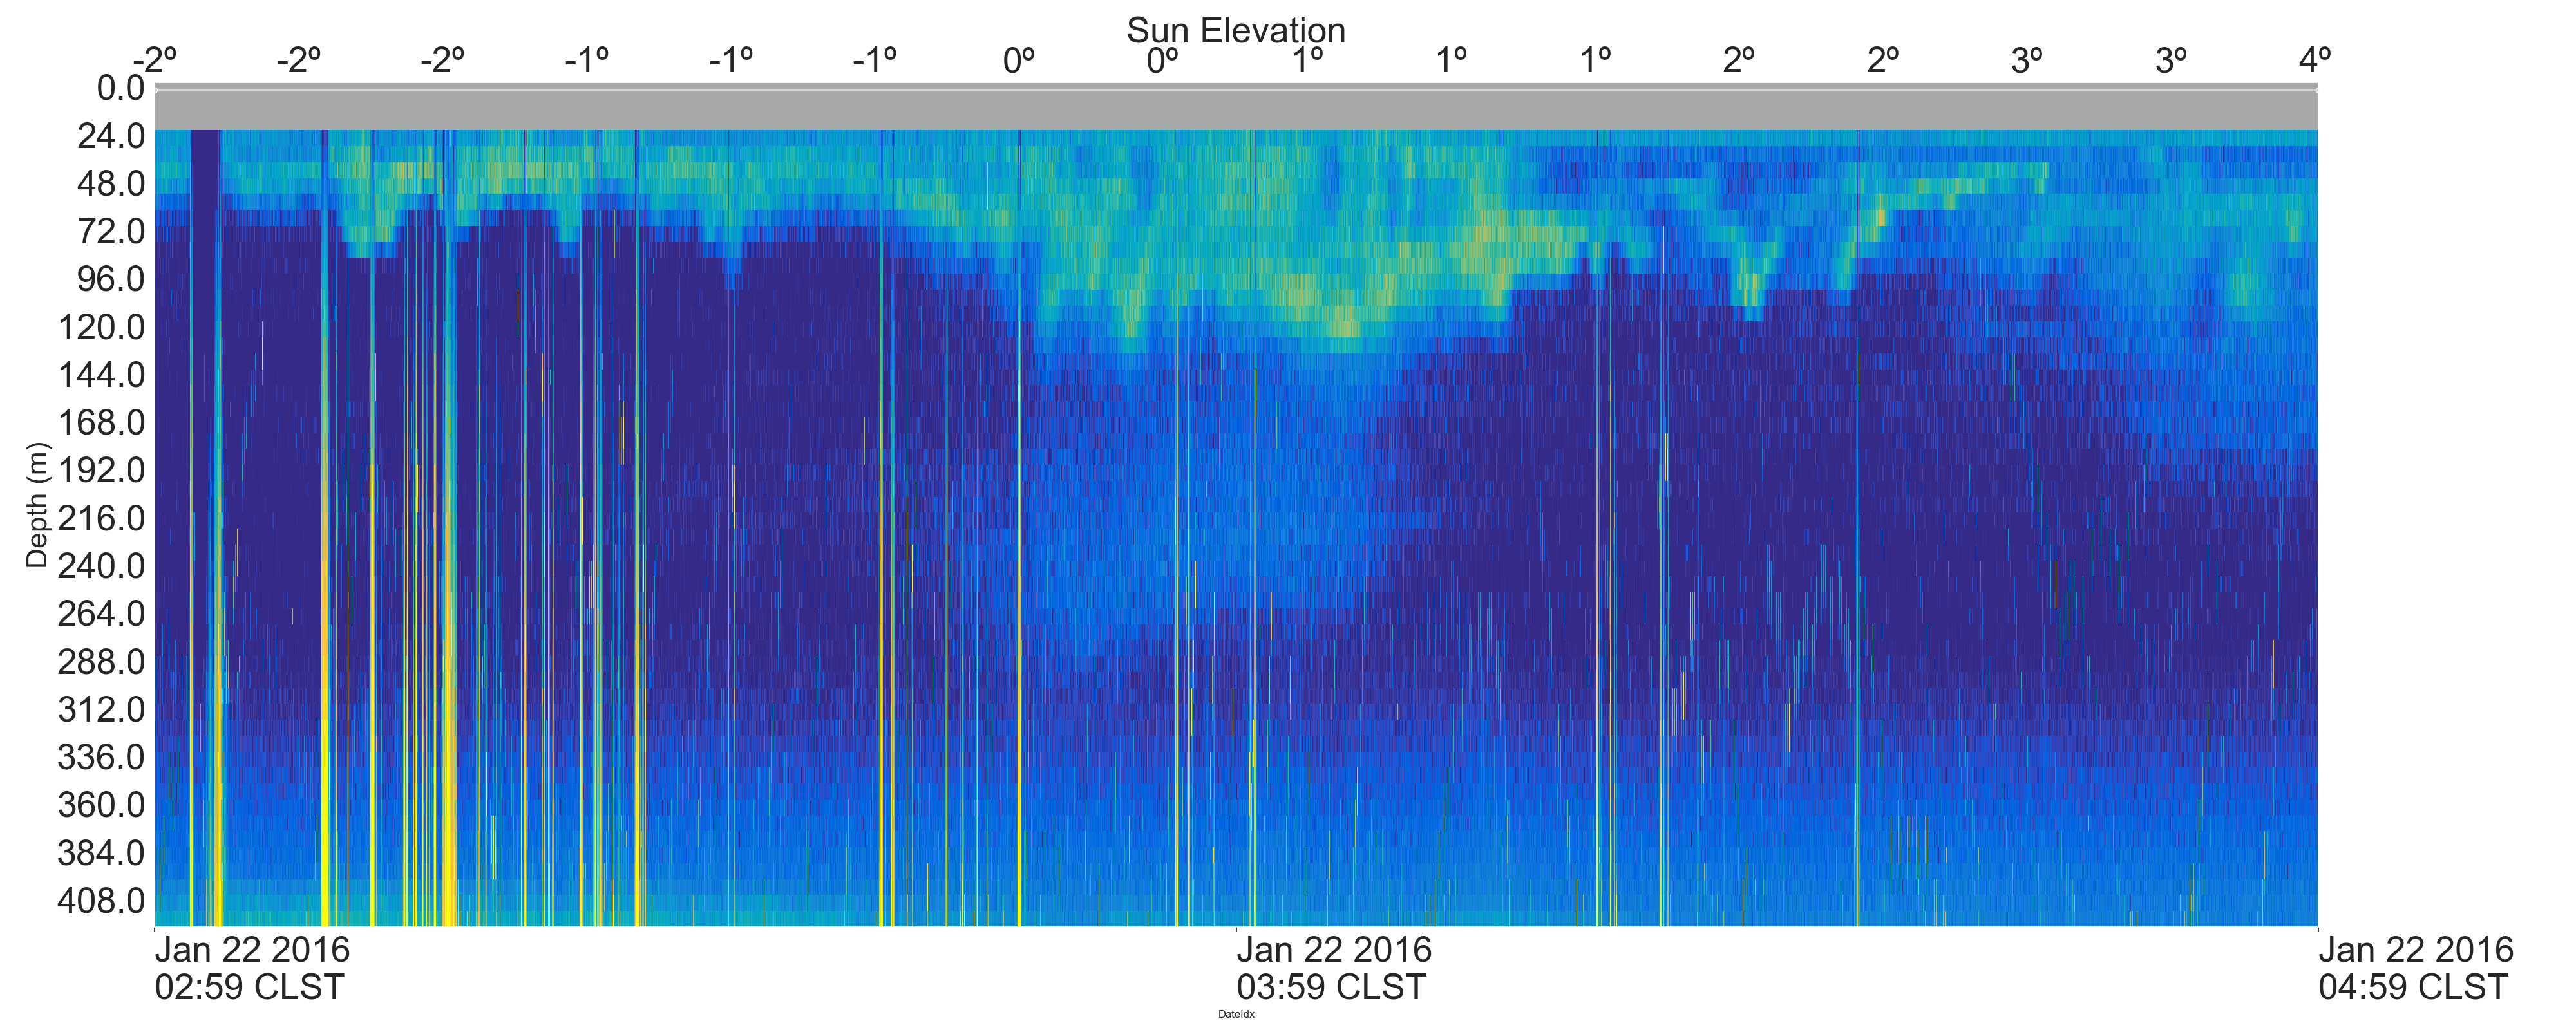 Sun Elevation
-2º -2º -2º -1º -1º -1º 0º 0º 1º 1º 1º 2º 2º 3º 3º 4º
0.0
24.0
48.0
72.0
96.0
120.0
144.0
168.0
192.0
216.0
240.0
264.0
288.0
312.0
336.0
360.0
384.0
408.0
Depth (m)
Jan 22 2016
02:59 CLST
Jan 22 2016
03:59 CLST
Jan 22 2016
04:59 CLST
DateIdx